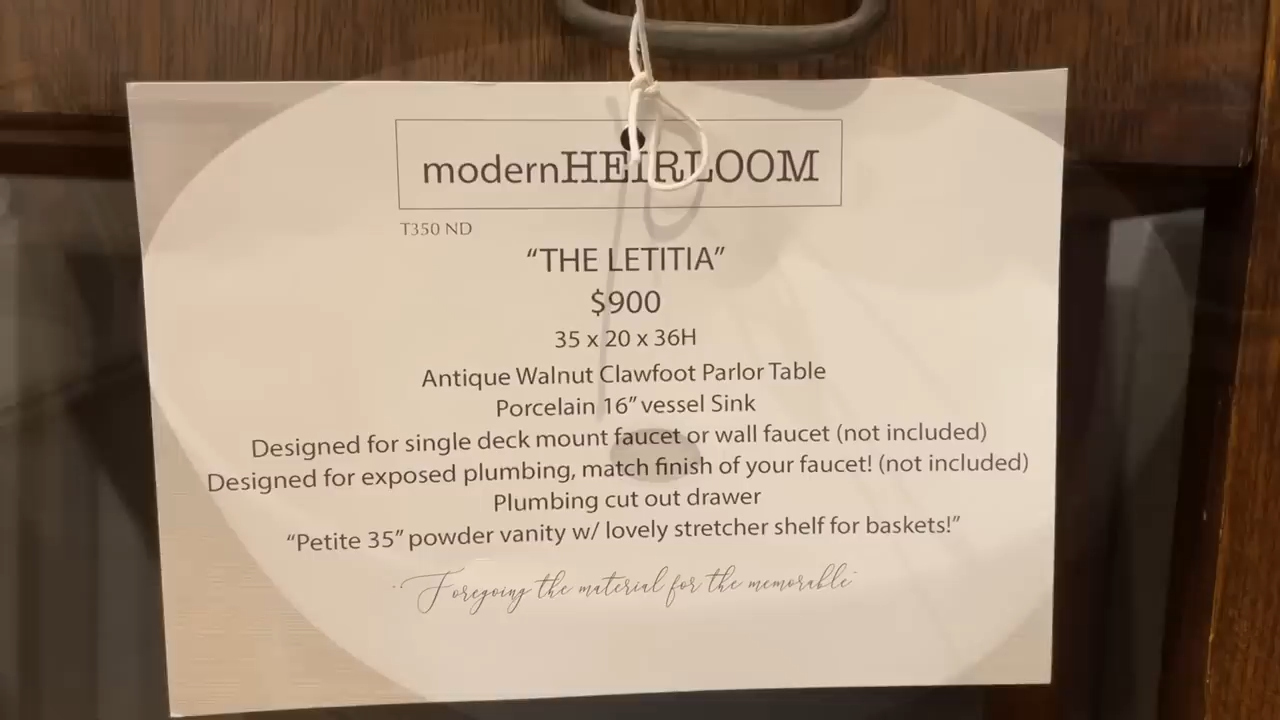 modernHEIRLOOM
T350 ND
“THE LETITIA”
$900
35 x 20 x 36H
Antique Walnut Clawfoot Parlor Table
Porcelain 16” vessel Sink
Designed for single deck mount faucet or wall faucet (not included)
Designed for exposed plumbing, match finish of your faucet! (not included)
Plumbing cut out drawer
“Petite 35” powder vanity w/ lovely stretcher shelf for baskets!”
“Foregoing the material for the memorable”